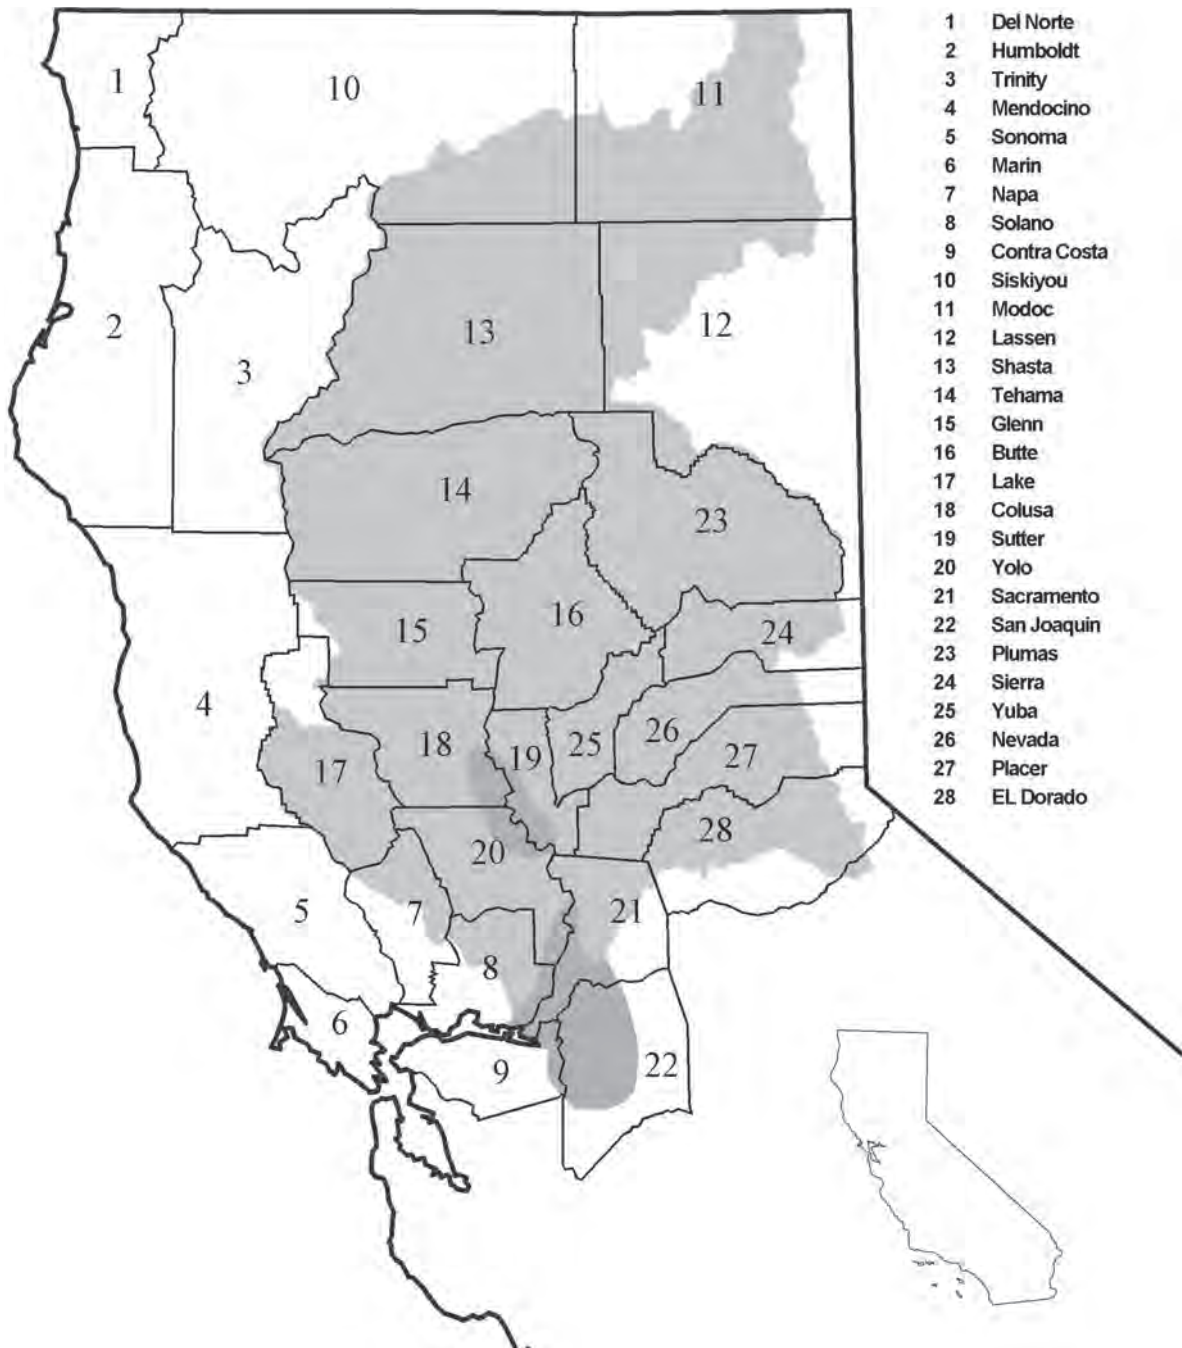 1 Del Norte
2 Humboldt
3 Trinity
4 Mendocino
5 Sonoma
6 Marin
7 Napa
8 Solano
9 Contra Costa
10 Siskiyou
11 Modoc
12 Lassen
13 Shasta
14 Tehama
15 Glenn
16 Butte
17 Lake
18 Colusa
19 Sutter
20 Yolo
21 Sacramento
22 San Joaquin
23 Plumas
24 Sierra
25 Yuba
26 Nevada
27 Placer
28 EL Dorado
1
10
11
2
3
13
12
14
23
15
16
24
4
17
18
19
25
26
27
20
28
5
7
21
8
6
9
22